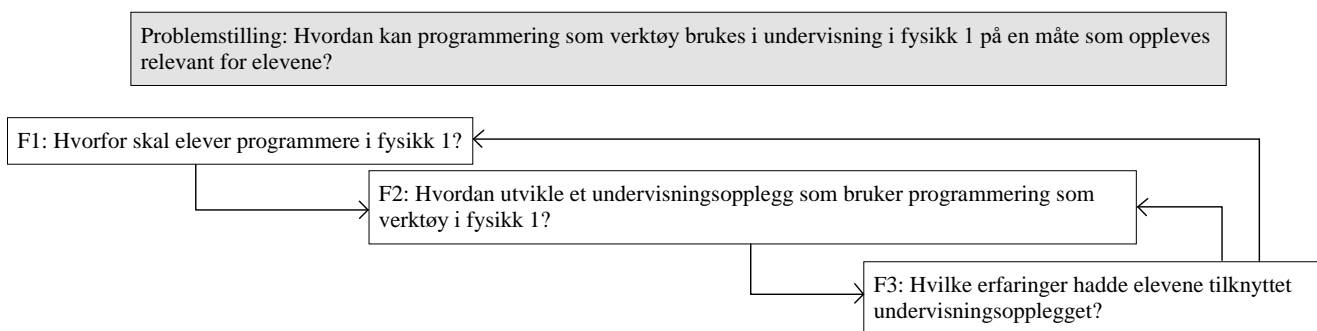 Problemstilling: Hvordan kan programmering som verktøy brukes i undervisning i fysikk 1 på en måte som oppleves
relevant for elevene?
F1: Hvorfor skal elever programmere i fysikk 1?
F2: Hvordan utvikle et undervisningsopplegg som bruker programmering som
verktøy i fysikk 1?
F3: Hvilke erfaringer hadde elevene tilknyttet
undervisningsopplegget?